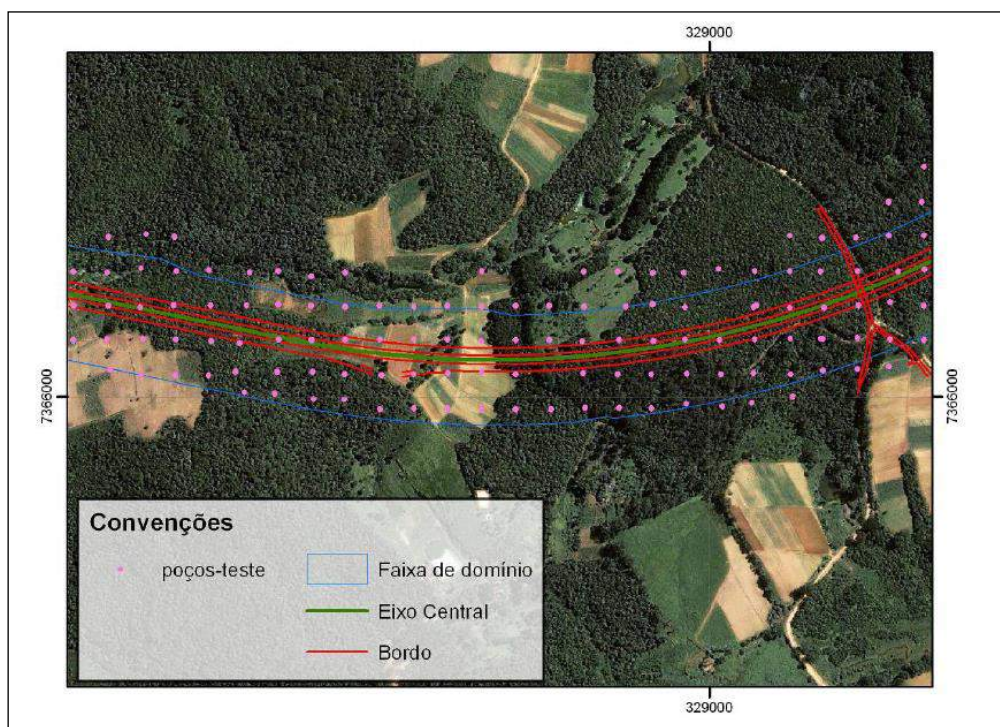 329000
7366000
7366000
Convenções
poços-teste
Faixa de domínio
Eixo Central
Bordo
329000